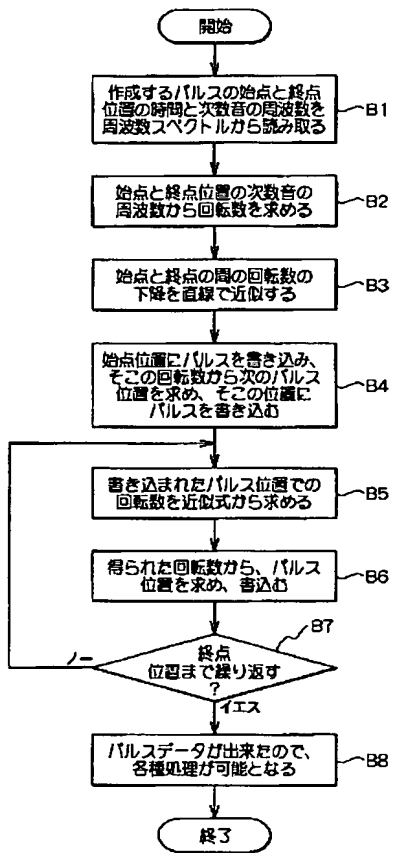 開始
作成するパルスの始点と終点
位置の時間と次数音の周波数を
周波数スペクトルから読み取る
B1
始点と終点位置の次数音の
周波数から回転数を求める
B2
始点と終点の間の回転数の
下降を直線で近似する
B3
始点位置にパルスを書き込み、
そこの回転数から次のパルス
位置を求め、そこの位置に
パルスを書き込む
B4
書き込まれたパルス位置での
回転数を近似式から求める
B5
得られた回転数から、パルス
位置を求め、書込む
B6
B7
ノー
終点
位置まで繰り返す
?
イエス
パルスデータが出来たので、
各種処理が可能となる
B8
終了